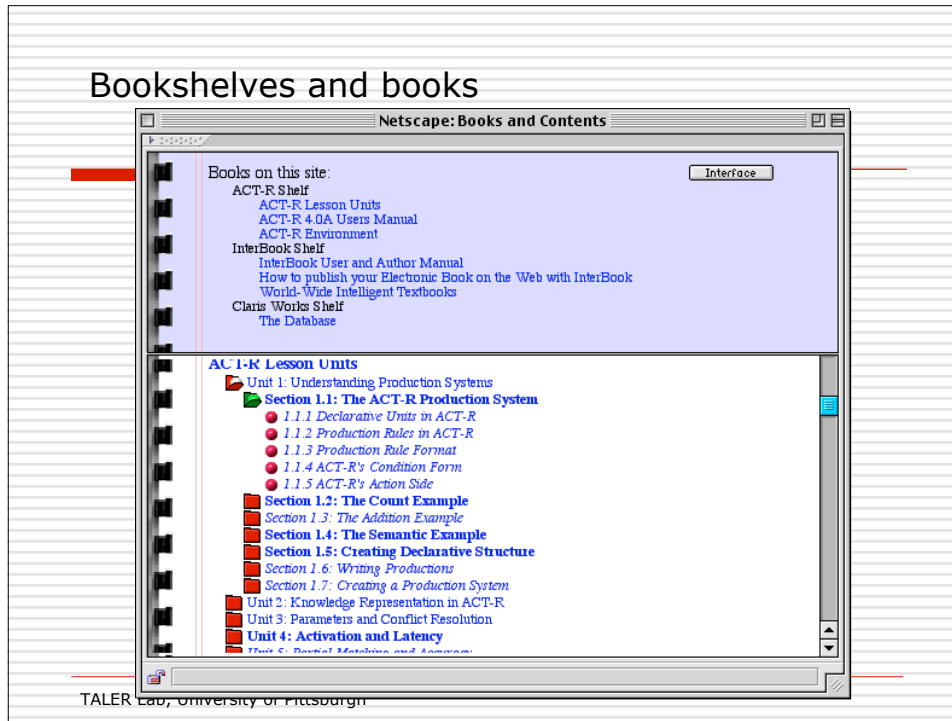 Bookshelves and books
Netscape: Books and Contents
Books on this site:
Interface
ACT-R Shelf
ACT-R Lesson Units
ACT-R 4.0A Users Manual
ACT-R Environment
InterBook Shelf
InterBook User and Author Manual
How to publish your Electronic Book on the Web with InterBook
World-Wide Intelligent Textbooks
Claris Works Shelf
The Database
ACT-R Lesson Units
Unit 1: Understanding Production Systems
Section 1.1: The ACT-R Production System
1.1.1 Declarative Units in ACT-R
1.1.2 Production Rules in ACT-R
1.1.3 Production Rule Format
1.1.4 ACT-R's Condition Form
1.1.5 ACT-R's Action Side
Section 1.2: The Count Example
Section 1.3: The Addition Example
Section 1.4: The Semantic Example
Section 1.5: Creating Declarative Structure
Section 1.6: Writing Productions
Section 1.7: Creating a Production System
Unit 2: Knowledge Representation in ACT-R
Unit 3: Parameters and Conflict Resolution
Unit 4: Activation and Latency
Unit 5: Partial Matching and Accuracy
TALER Lab, University of Pittsburgh